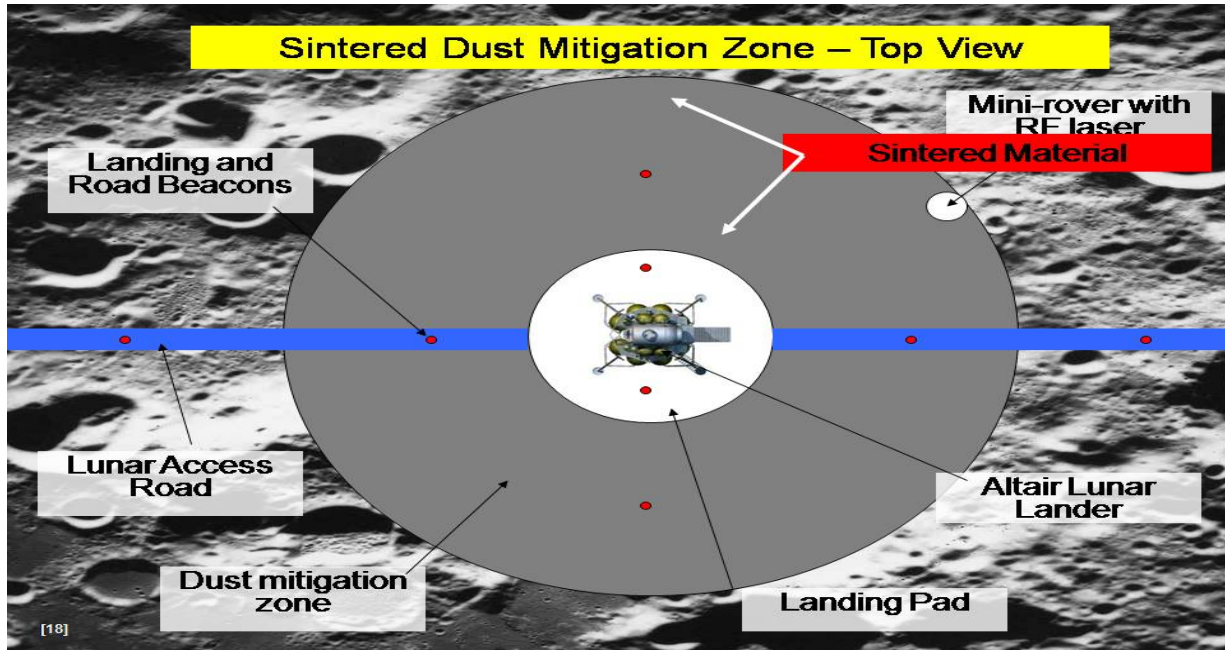 Sintered Dust Mitigation Zone – Top View
Mini-rover with
RF laser
Sintered Material
Landing and
Road Beacons
Lunar Access
Road
Altair Lunar
Lander
Dust mitigation
zone
Landing Pad
[18]